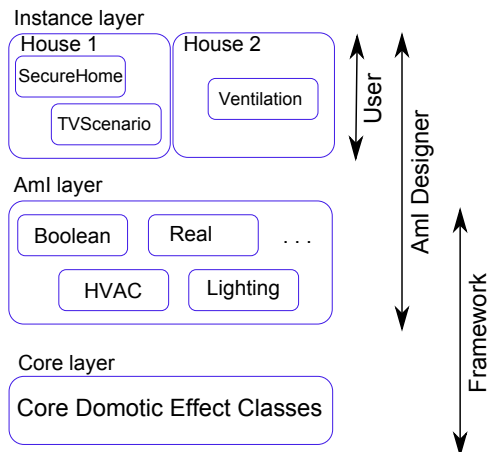 Instance layer
House 1
House 2
SecureHome
TVScenario
Ventilation
User
AmI Designer
AmI layer
Boolean
Real
. . .
HVAC
Lighting
Framework
Core layer
Core Domotic Effect Classes